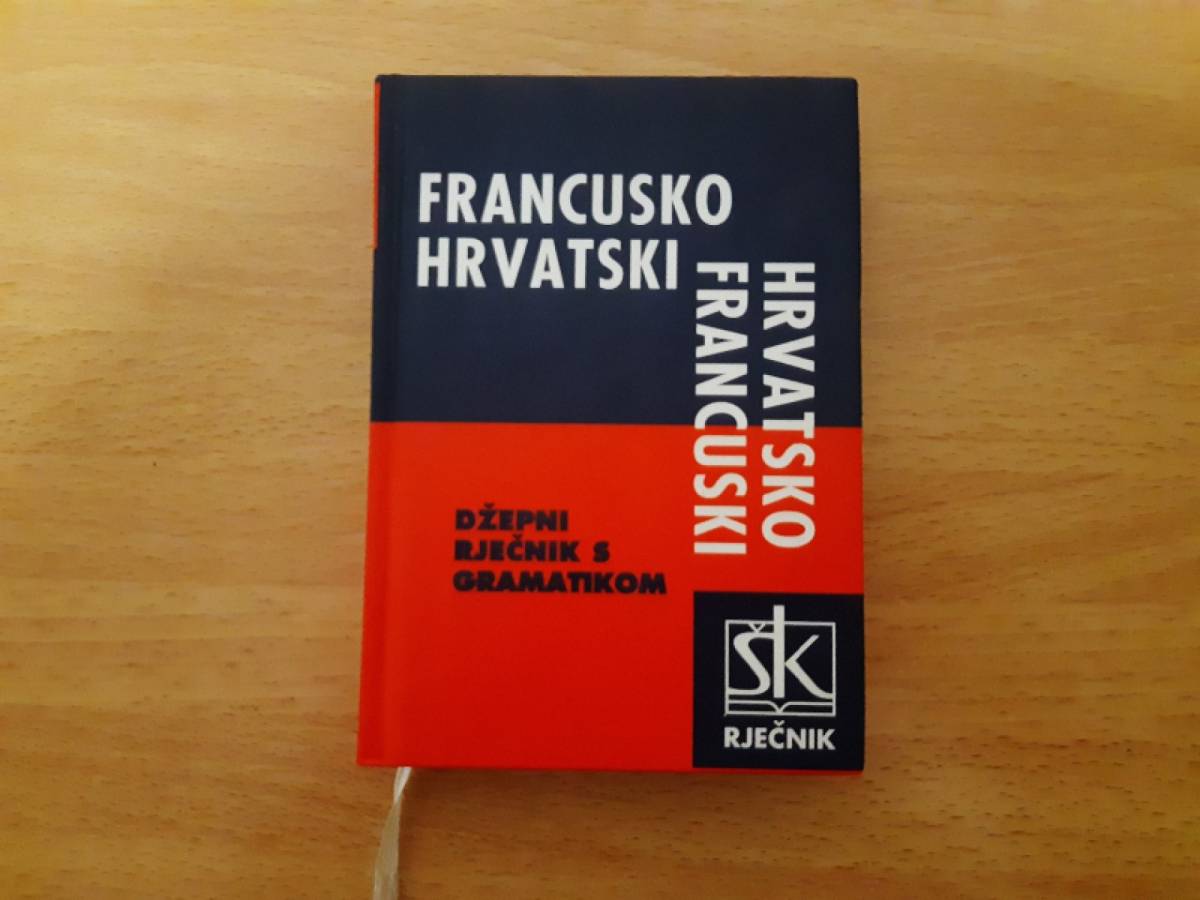 FRANCUSKO
HRVATSKI
HRVATSKO
FRANCUSKI
DŽEPNI
RJEČNIK S
GRAMATIKOM
ŠK
RJEČNIK